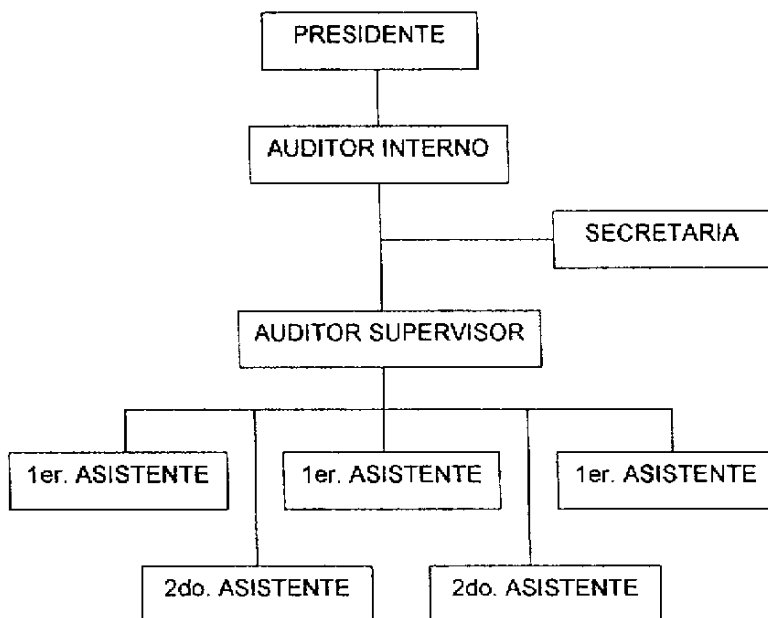 PRESIDENTE
AUDITOR INTERNO
SECRETARIA
AUDITOR SUPERVISOR
1er. ASISTENTE
1er. ASISTENTE
1er. ASISTENTE
2do. ASISTENTE
2do. ASISTENTE